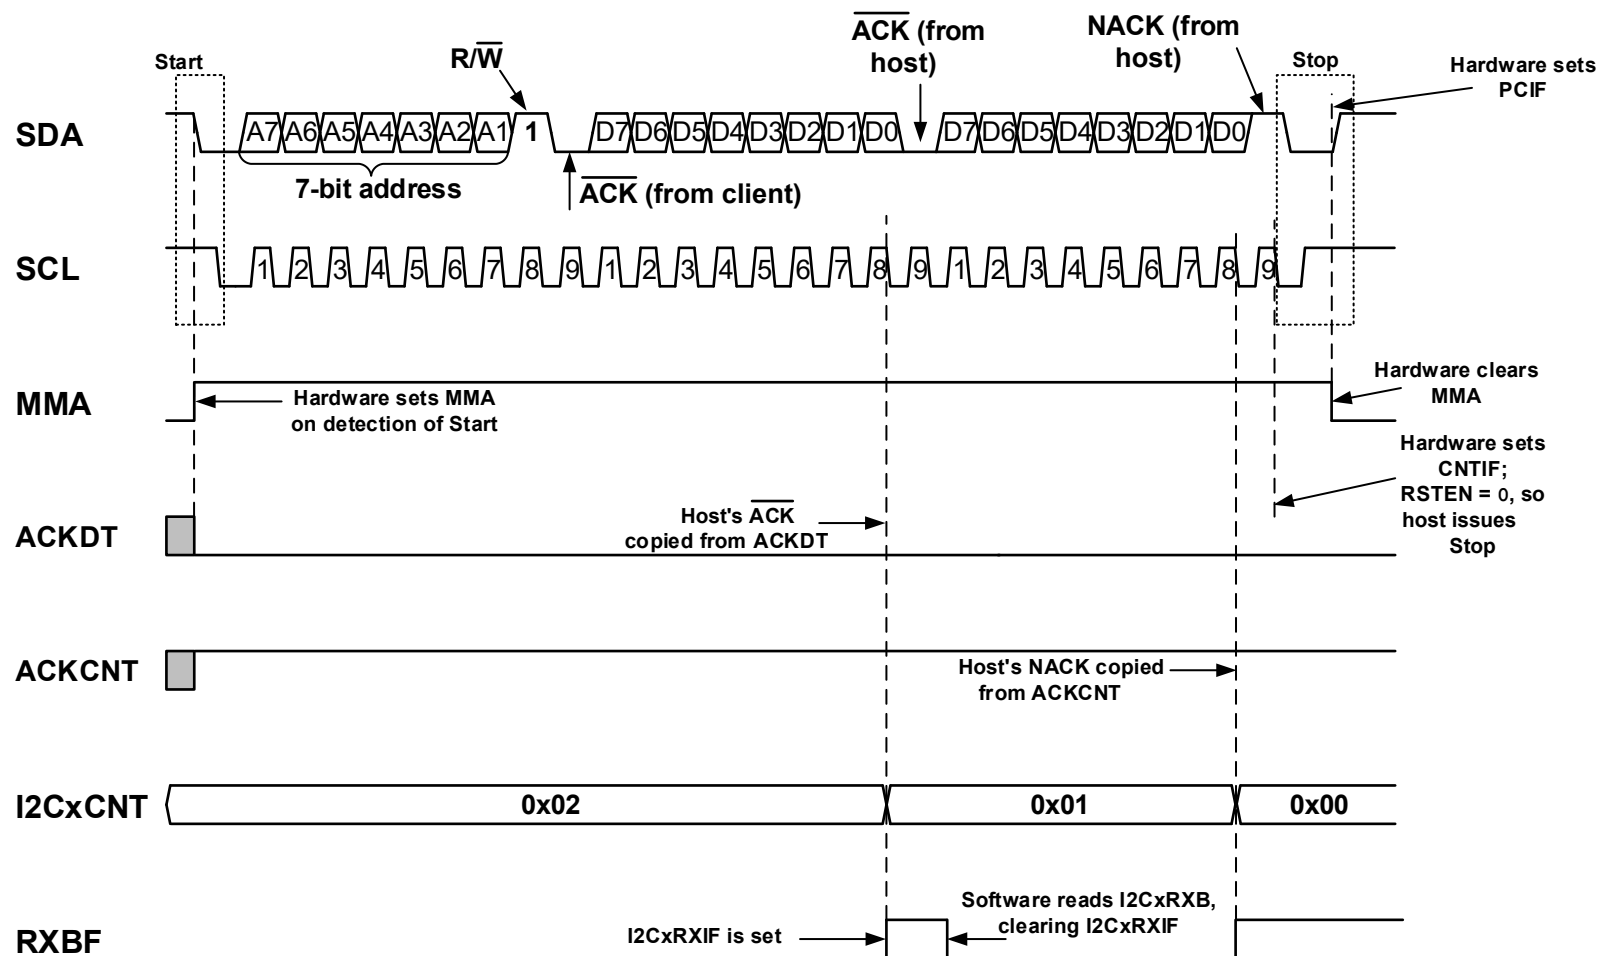 ACK (from
host)
NACK (from
host)
Start
R/W
Stop
Hardware sets
PCIF
SDA
A7 A6 A5 A4 A3 A2 A1 1 D7 D6 D5 D4 D3 D2 D1 D0 D7 D6 D5 D4 D3 D2 D1 D0
7-bit address
ACK (from client)
SCL
1 2 3 4 5 6 7 8 9 1 2 3 4 5 6 7 8 9 1 2 3 4 5 6 7 8 9
MMA
Hardware sets MMA
on detection of Start
Hardware clears
MMA
Hardware sets
CNTIF;
RSTEN = 0, so
host issues
Stop
ACKDT
Host's ACK
copied from ACKDT
ACKCNT
Host's NACK copied
from ACKCNT
I2CxCNT
0x02 0x01 0x00
RXBF
I2CxRXIF is set
Software reads I2CxRXB,
clearing I2CxRXIF